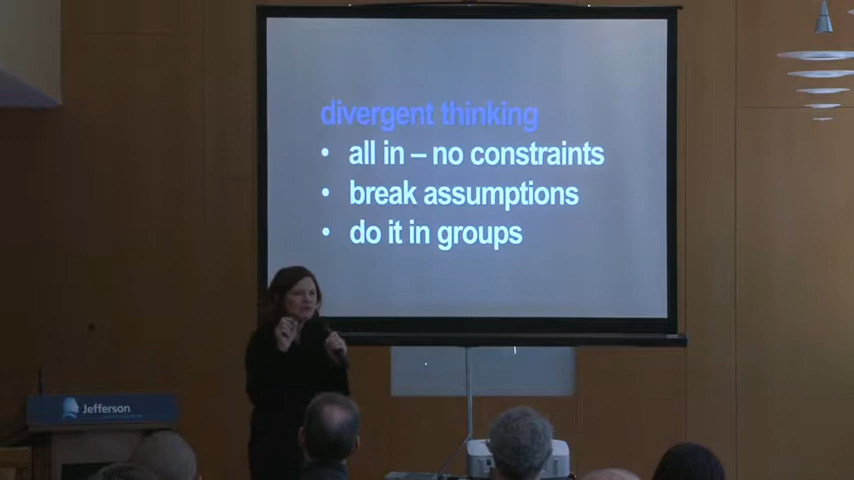 divergent thinking
• all in – no constraints
• break assumptions
• do it in groups
Jefferson